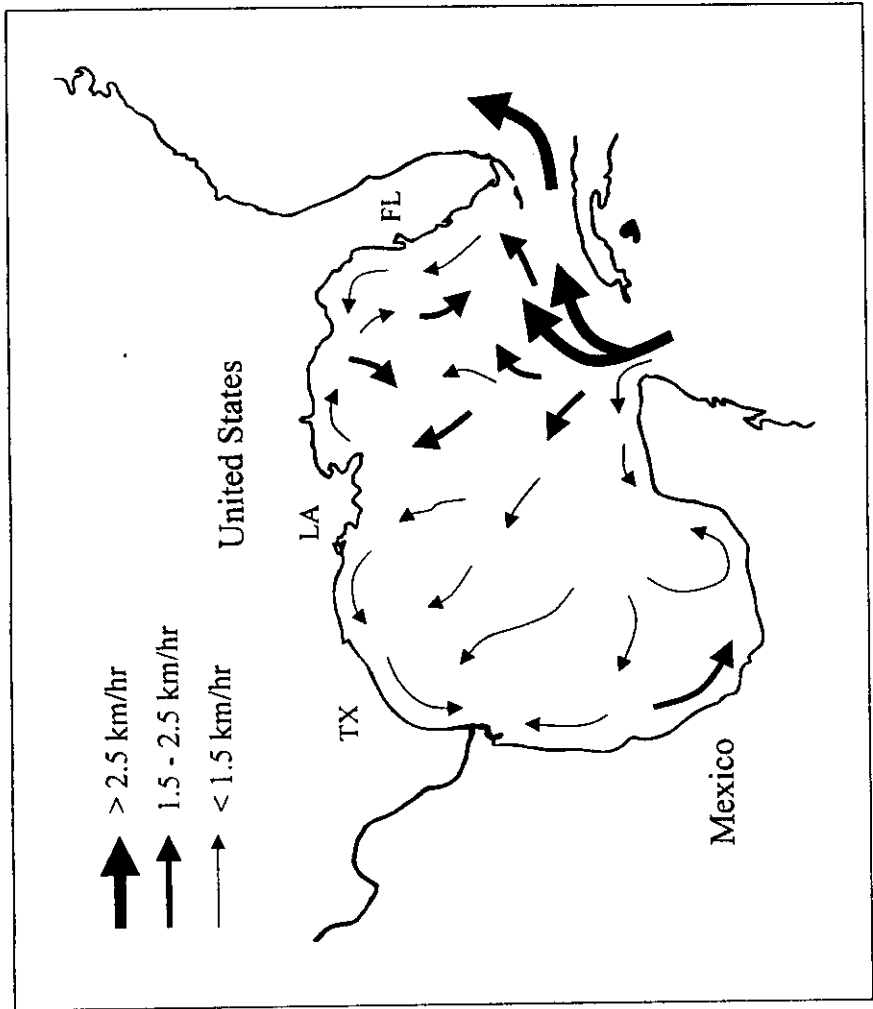 > 2.5 km/hr
1.5 - 2.5 km/hr
< 1.5 km/hr
United States
TX
LA
FL
Mexico